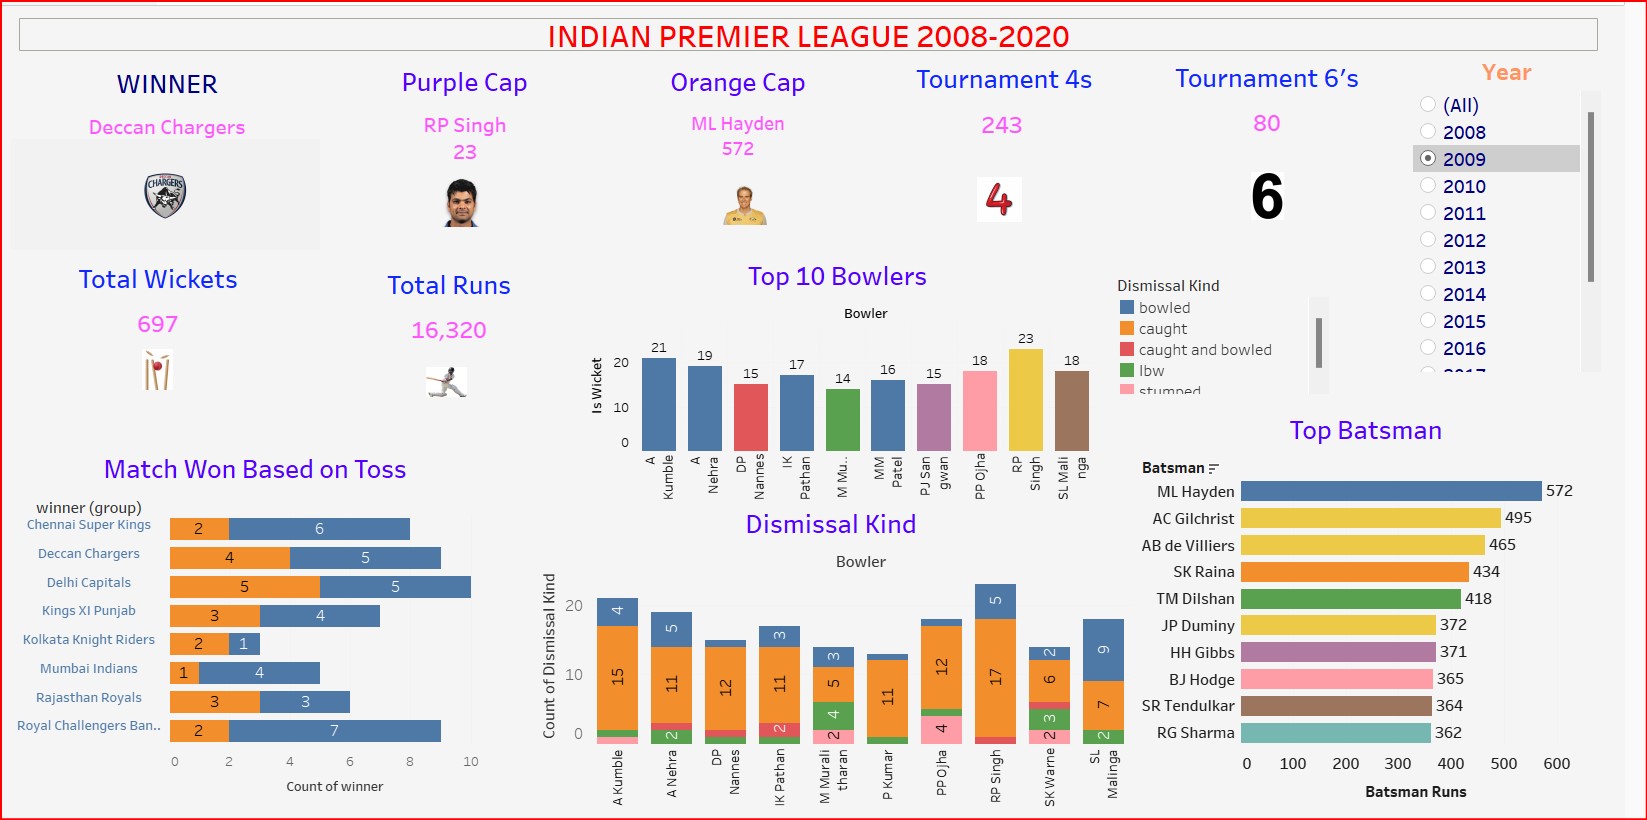 INDIAN PREMIER LEAGUE 2008-2020
WINNER
Deccan Chargers
CHARGERS
Purple Cap
RP Singh
23
Orange Cap
ML Hayden
572
Tournament 4s
243
4
Tournament 6's
80
6
Year
(All)
2008
2009
2010
2011
2012
2013
2014
2015
2016
2017
Total Wickets
697
Total Runs
16,320
Top 10 Bowlers
Bowler
Is Wicket
20
10
0
21
19
15
17
14
16
15
18
23
18
A Kumble
A Nehra
DP Nannes
IK Pathan
M Mu..
MM Patel
PJ San gwan
PP Ojha
RP Singh
SL Mali nga
Dismissal Kind
bowled
caught
caught and bowled
lbw
stumped
Match Won Based on Toss
winner (group)
Chennai Super Kings 2 6
Deccan Chargers 4 5
Delhi Capitals 5 5
Kings XI Punjab 3 4
Kolkata Knight Riders 2 1
Mumbai Indians 1 4
Rajasthan Royals 3 3
Royal Challengers Ban.. 2 7
0 2 4 6 8 10
Count of winner
Dismissal Kind
Bowler
Count of Dismissal Kind
20
10
0
4 15
5 11 2
12
3 11 2
3 5 4 2
11
12 4
5 17
2 6 3 2
9 7 2
A Kumble
A Nehra
DP Nannes
IK Pathan
M Murali tharan
P Kumar
PP Ojha
RP Singh
SK Warne
SL Malinga
Top Batsman
Batsman
ML Hayden 572
AC Gilchrist 495
AB de Villiers 465
SK Raina 434
TM Dilshan 418
JP Duminy 372
HH Gibbs 371
BJ Hodge 365
SR Tendulkar 364
RG Sharma 362
0 100 200 300 400 500 600
Batsman Runs